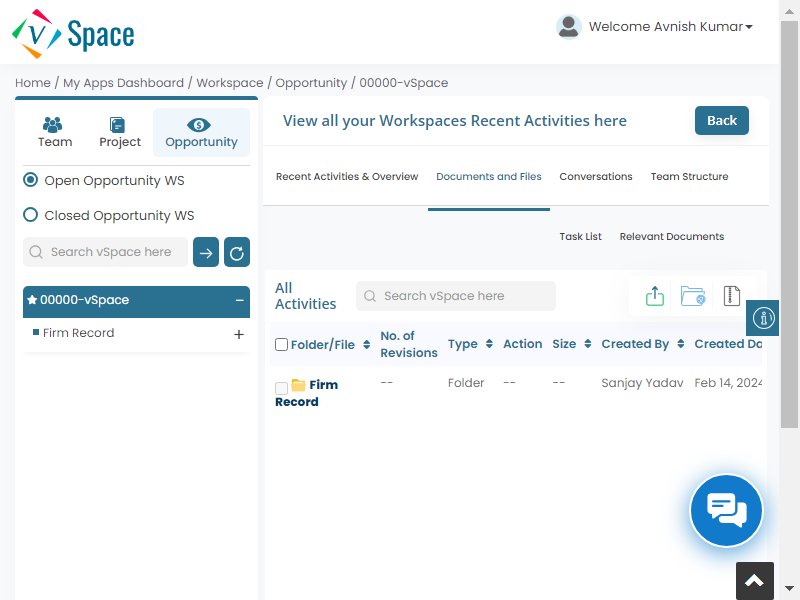 V Space
Welcome Avnish Kumar
Home / My Apps Dashboard / Workspace / Opportunity / 00000-vSpace
Team
Project
Opportunity
View all your Workspaces Recent Activities here
Back
Open Opportunity WS
Closed Opportunity WS
Search vSpace here
00000-vSpace
Firm Record
Recent Activities & Overview
Documents and Files
Conversations
Team Structure
Task List
Relevant Documents
All
Activities
Search vSpace here
Folder/File
No. of
Revisions
Type
Action
Size
Created By
Created Da
Firm
Record
--
Folder
--
--
Sanjay Yadav
Feb 14, 2024